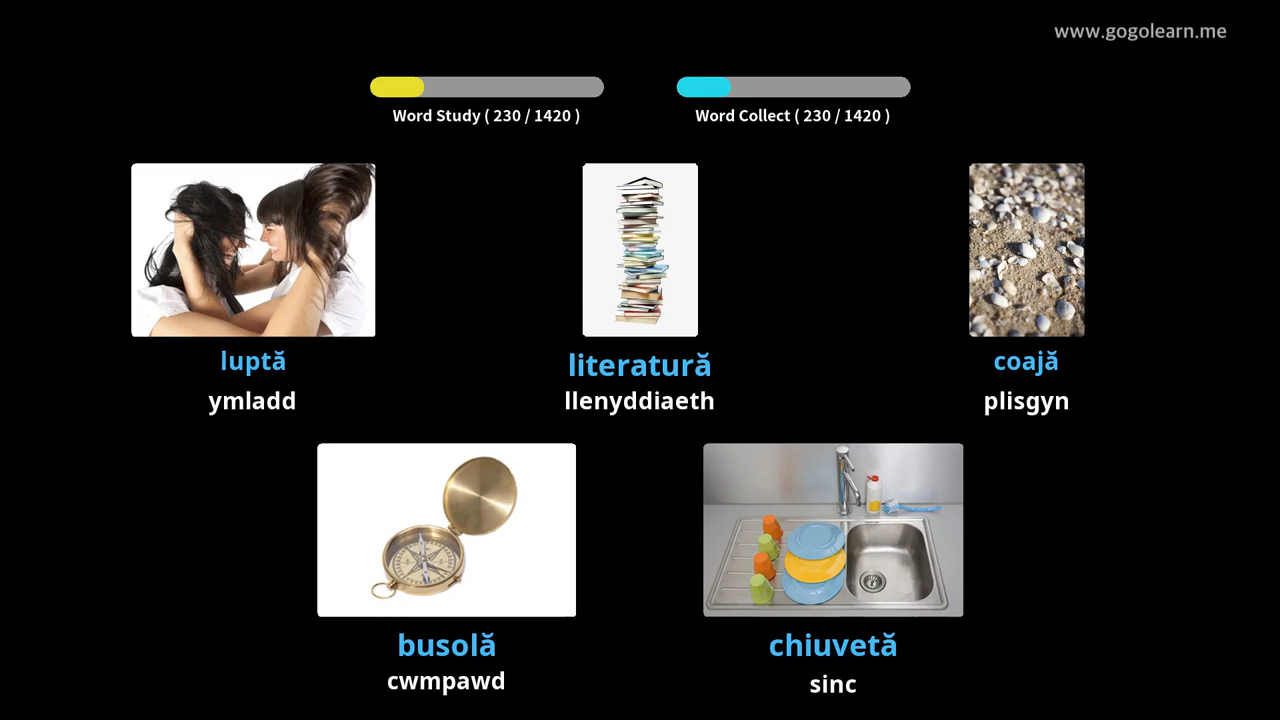 www.gogolearn.me
Word Study ( 230 / 1420 )
Word Collect ( 230 / 1420 )
luptă
ymladd
literatură
llenyddiaeth
coajă
plisgyn
busolă
cwmpawd
chiuvetă
sinc